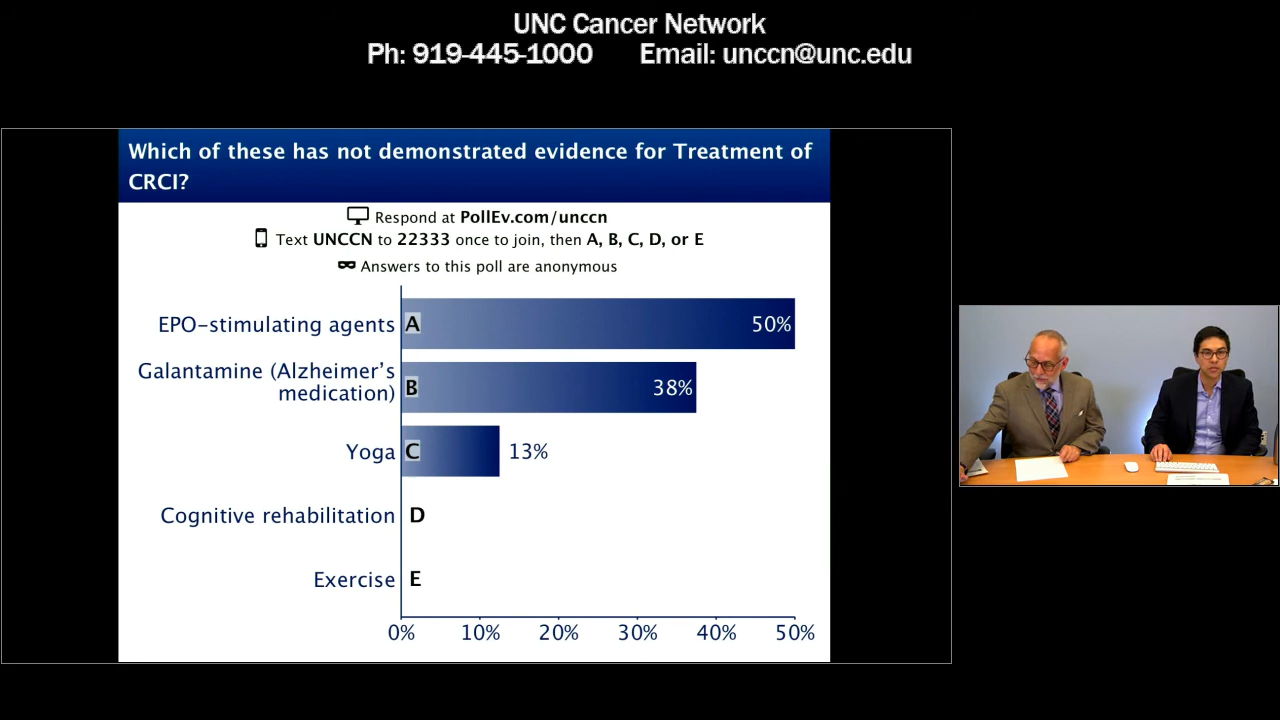 UNC Cancer Network
Ph: 919-445-1000 Email: unccn@unc.edu
Which of these has not demonstrated evidence for Treatment of
CRCI?
Respond at PollEv.com/unccn
Text UNCCN to 22333 once to join, then A, B, C, D, or E
Answers to this poll are anonymous
EPO-stimulating agents A 50%
Galantamine (Alzheimer's
medication) B 38%
Yoga C 13%
Cognitive rehabilitation D
Exercise E
0% 10% 20% 30% 40% 50%